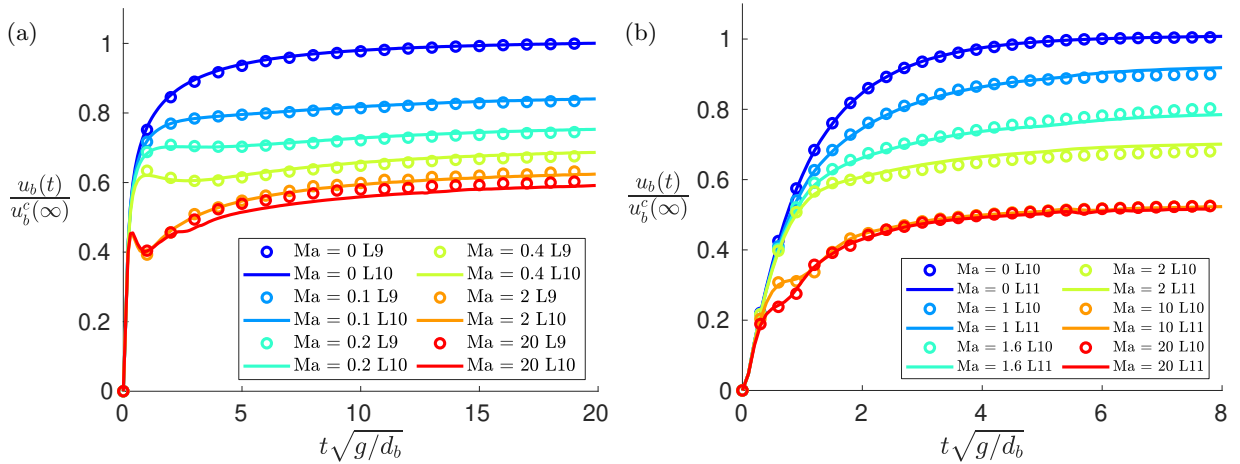 (a)
u_b(t)
u_b^c(∞)
1
0.8
0.6
0.4
0.2
0
0 5 10 15 20
t√g/d_b
Ma = 0 L9 Ma = 0.4 L9
Ma = 0 L10 Ma = 0.4 L10
Ma = 0.1 L9 Ma = 2 L9
Ma = 0.1 L10 Ma = 2 L10
Ma = 0.2 L9 Ma = 20 L9
Ma = 0.2 L10 Ma = 20 L10
(b)
u_b(t)
u_b^c(∞)
1
0.8
0.6
0.4
0.2
0
0 2 4 6 8
t√g/d_b
Ma = 0 L10 Ma = 2 L10
Ma = 0 L11 Ma = 2 L11
Ma = 1 L10 Ma = 10 L10
Ma = 1 L11 Ma = 10 L11
Ma = 1.6 L10 Ma = 20 L10
Ma = 1.6 L11 Ma = 20 L11